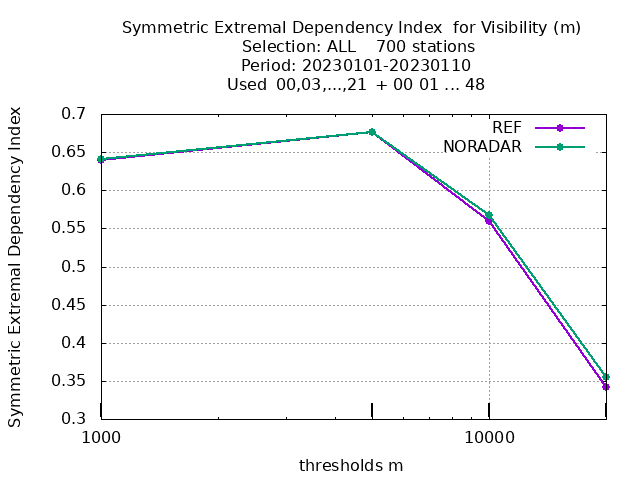 Symmetric Extremal Dependency Index  for Visibility (m)
Selection: ALL    700 stations
Period: 20230101-20230110
Used  00,03,...,21  + 00 01 ... 48
REF
NORADAR
Symmetric Extremal Dependency Index
0.7
0.65
0.6
0.55
0.5
0.45
0.4
0.35
0.3
1000
10000
thresholds m